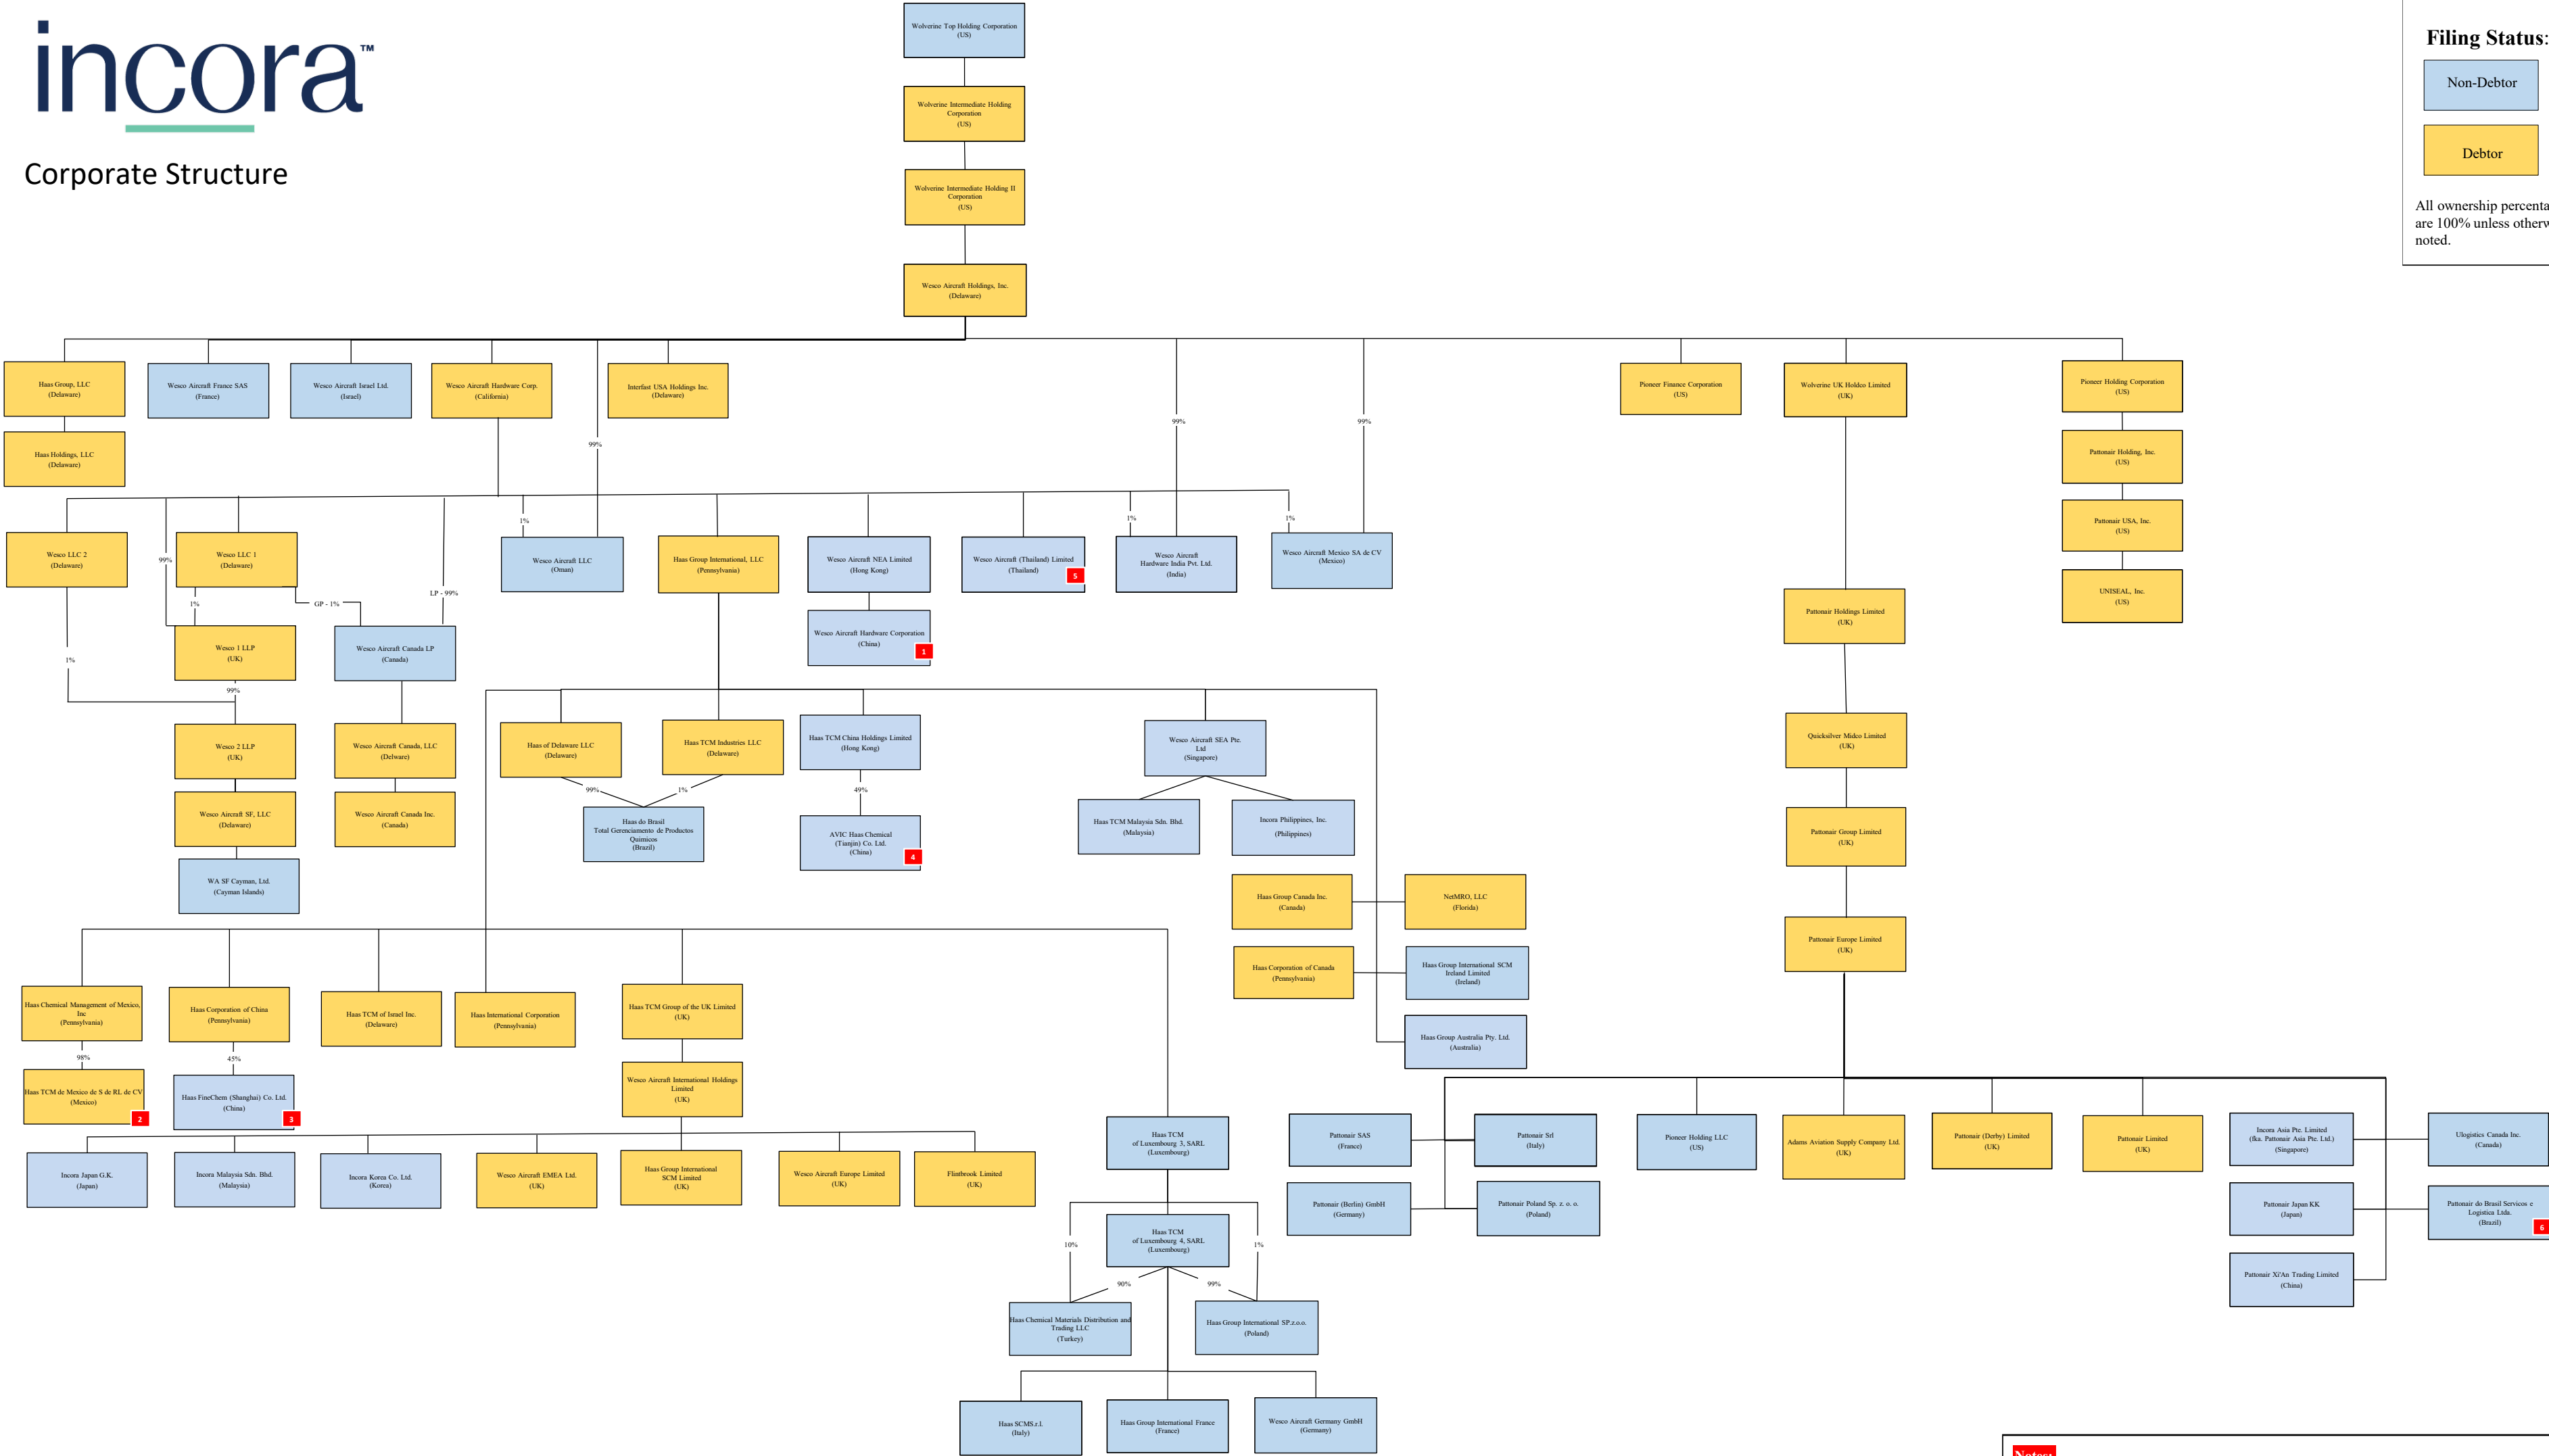 incora™
Corporate Structure
Filing Status:
Non-Debtor
Debtor
are 100% unless
noted.
Wolverine Top Holding Corporation
(US)
Wolverine Intermediate Holding
Corporation
(US)
Wolverine Intermediate Holding II
Corporation
(US)
Wesco Aircraft Holdings, Inc.
(Delaware)
Haas Group, LLC
(Delaware)
Wesco Aircraft France SAS
(France)
Wesco Aircraft Israel Ltd.
(Israel)
Wesco Aircraft Hardware Corp.
(California)
Interfast USA Holdings Inc.
(Delaware)
Pioneer Finance Corporation
(US)
Wolverine UK Holdco Limited
(UK)
Pioneer Holding Corporation
(US)
99%
99%
99%
Haas Holdings, LLC
(Delaware)
Pattonair Holding, Inc.
(US)
Pattonair USA, Inc.
(US)
UNISEAL, Inc.
(US)
1%
1%
1%
Wesco LLC 2
(Delaware)
99%
Wesco LLC 1
(Delaware)
LP - 99%
Wesco Aircraft LLC
(Oman)
Haas Group International, LLC
(Pennsylvania)
Wesco Aircraft NEA Limited
(Hong Kong)
Wesco Aircraft (Thailand) Limited
(Thailand)
5
Wesco Aircraft
Hardware India Pvt. Ltd.
(India)
Wesco Aircraft Mexico SA de CV
(Mexico)
1%
GP - 1%
1%
Wesco 1 LLP
(UK)
99%
Wesco Aircraft Canada LP
(Canada)
Wesco Aircraft Hardware Corporation
(China)
1
Pattonair Holdings Limited
(UK)
Wesco 2 LLP
(UK)
Wesco Aircraft Canada, LLC
(Delware)
Haas of Delaware LLC
(Delaware)
Haas TCM Industries LLC
(Delaware)
Haas TCM China Holdings Limited
(Hong Kong)
Wesco Aircraft SEA Pte.
Ltd
(Singapore)
Quicksilver Midco Limited
(UK)
99%
1%
49%
Wesco Aircraft SF, LLC
(Delaware)
Wesco Aircraft Canada Inc.
(Canada)
Haas do Brasil
Total Gerenciamento de Productos
Quimicos
(Brazil)
AVIC Haas Chemical
(Tianjin) Co. Ltd.
(China)
4
Haas TCM Malaysia Sdn. Bhd.
(Malaysia)
Incora Philippines, Inc.
(Philippines)
Pattonair Group Limited
(UK)
WA SF Cayman, Ltd.
(Cayman Islands)
Haas Group Canada Inc.
(Canada)
NetMRO, LLC
(Florida)
Pattonair Europe Limited
(UK)
Haas Corporation of Canada
(Pennsylvania)
Haas Group International SCM
Ireland Limited
(Ireland)
Haas Group Australia Pty. Ltd.
(Australia)
Haas Chemical Management of Mexico,
Inc
(Pennsylvania)
Haas Corporation of China
(Pennsylvania)
Haas TCM of Israel Inc.
(Delaware)
Haas International Corporation
(Pennsylvania)
Haas TCM Group of the UK Limited
(UK)
98%
45%
Haas TCM de Mexico de S de RL de CV
(Mexico)
2
Haas FineChem (Shanghai) Co. Ltd.
(China)
3
Wesco Aircraft International Holdings
Limited
(UK)
Incora Japan G.K.
(Japan)
Incora Malaysia Sdn. Bhd.
(Malaysia)
Incora Korea Co. Ltd.
(Korea)
Wesco Aircraft EMEA Ltd.
(UK)
Haas Group International
SCM Limited
(UK)
Wesco Aircraft Europe Limited
(UK)
Flintbrook Limited
(UK)
Haas TCM
of Luxembourg 3, SARL
(Luxembourg)
Haas TCM
of Luxembourg 4, SARL
(Luxembourg)
10%
1%
90%
99%
Haas Chemical Materials Distribution and
Trading LLC
(Turkey)
Haas Group International SP.z.o.o.
(Poland)
Haas SCMS.r.l.
(Italy)
Haas Group International France
(France)
Wesco Aircraft Germany GmbH
(Germany)
Pattonair SAS
(France)
Pattonair Srl
(Italy)
Pattonair (Berlin) GmbH
(Germany)
Pattonair Poland Sp. z. o. o.
(Poland)
Pioneer Holding LLC
(US)
Adams Aviation Supply Company Ltd.
(UK)
Pattonair (Derby) Limited
(UK)
Pattonair Limited
(UK)
Incora Asia Pte. Limited
(fka. Pattonair Asia Pte. Ltd.)
(Singapore)
Ulogistics Canada Inc.
(Canada)
Pattonair Japan KK
(Japan)
Pattonair do Brasil Servicos e
Logistica Ltda.
(Brazil)
6
Pattonair Xi'An Trading Limited
(China)
All ownership
Notes: